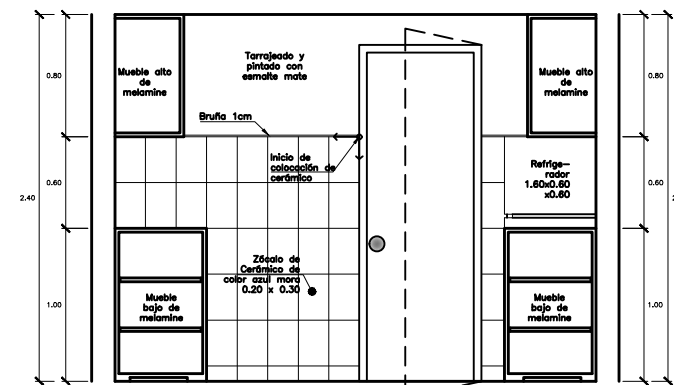 Tarrajeado y
pintado con
esmalte mate
Mueble alto
de
melamine
Mueble alto
de
melamine
0.80
0.80
Bruña 1cm
Inicio de
colocación de
cerámico
Refrige-
rador
1.60x0.60
x0.60
0.60
0.60
2.40
Zócalo de
Cerámico de
color azul mora
0.20 x 0.30
Mueble
bajo de
melamine
Mueble
bajo de
melamine
1.00
1.00